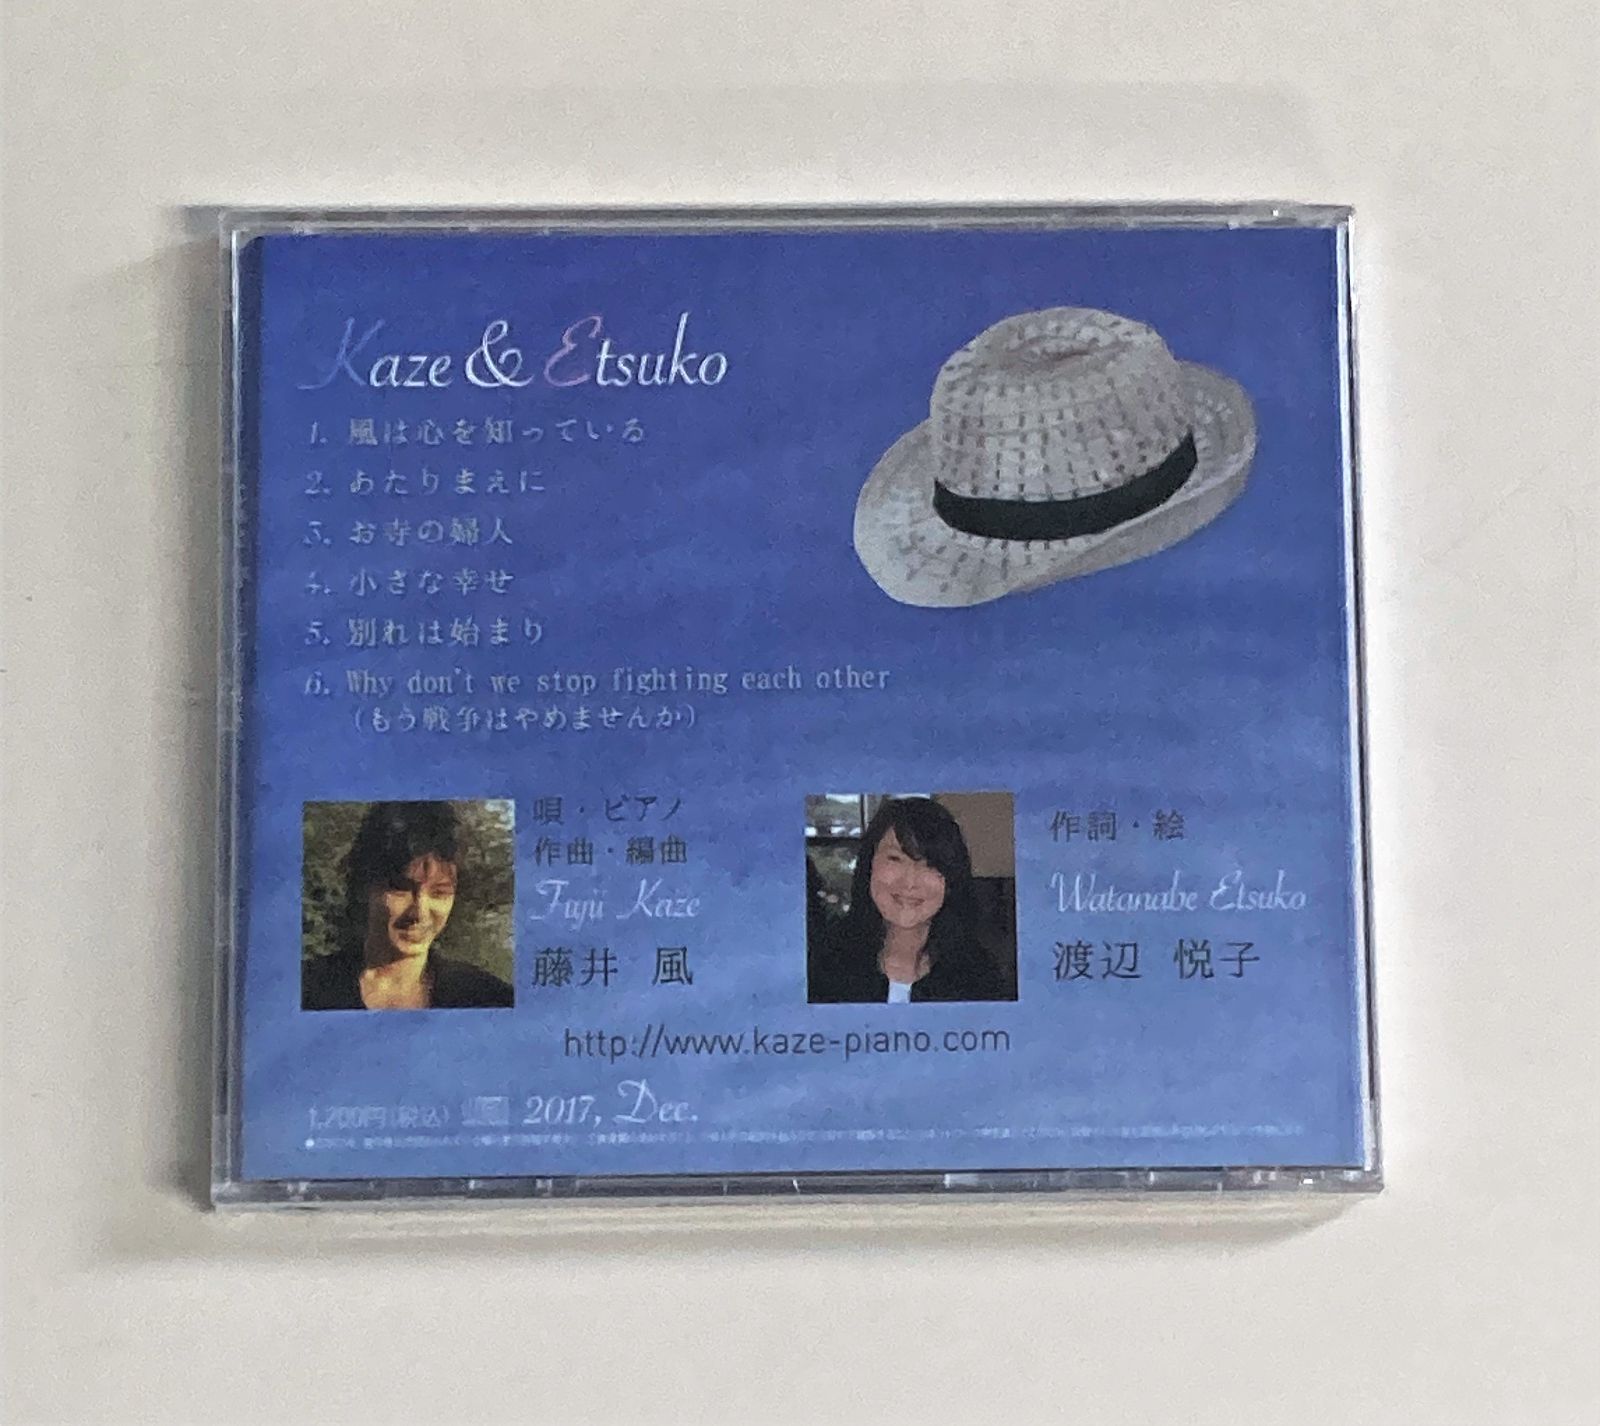 Kaze & Etsuko
1. 風は心を知っている
2. あたりまえに
3. お寺の婦人
4. 小さな幸せ
5. 別れは始まり
6. Why don't we stop fighting each other
(もう戦争はやめませんか)
唄・ピアノ
作曲・編曲
Fujii Kaze
藤井 風
作詞・絵
Watanabe Etsuko
渡辺 悦子
http://www.kaze-piano.com
1,200円(税込) 2017, Dec.